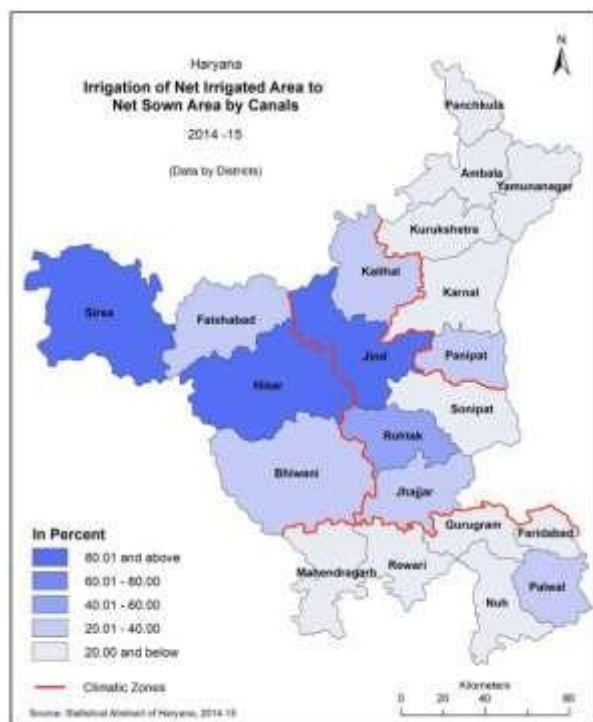 Haryana
Irrigation of Net Irrigated Area to
Net Sown Area by Canals
2014 -15
(Data by Districts)
N
Panchkula
Ambala
Yamunanagar
Kurukshetra
Kaithal
Karnal
Sirsa
Fatehabad
Jind
Panipat
Hisar
Sonipat
Rohtak
Bhiwani
Jhajjar
Gurugram
Faridabad
Mahendragarh
Rewari
Palwal
Nuh
In Percent
80.01 and above
60.01 - 80.00
40.01 - 60.00
20.01 - 40.00
20.00 and below
Climatic Zones
Kilometers
0 20 40 80
Source: Statistical Abstract of Haryana, 2014-15